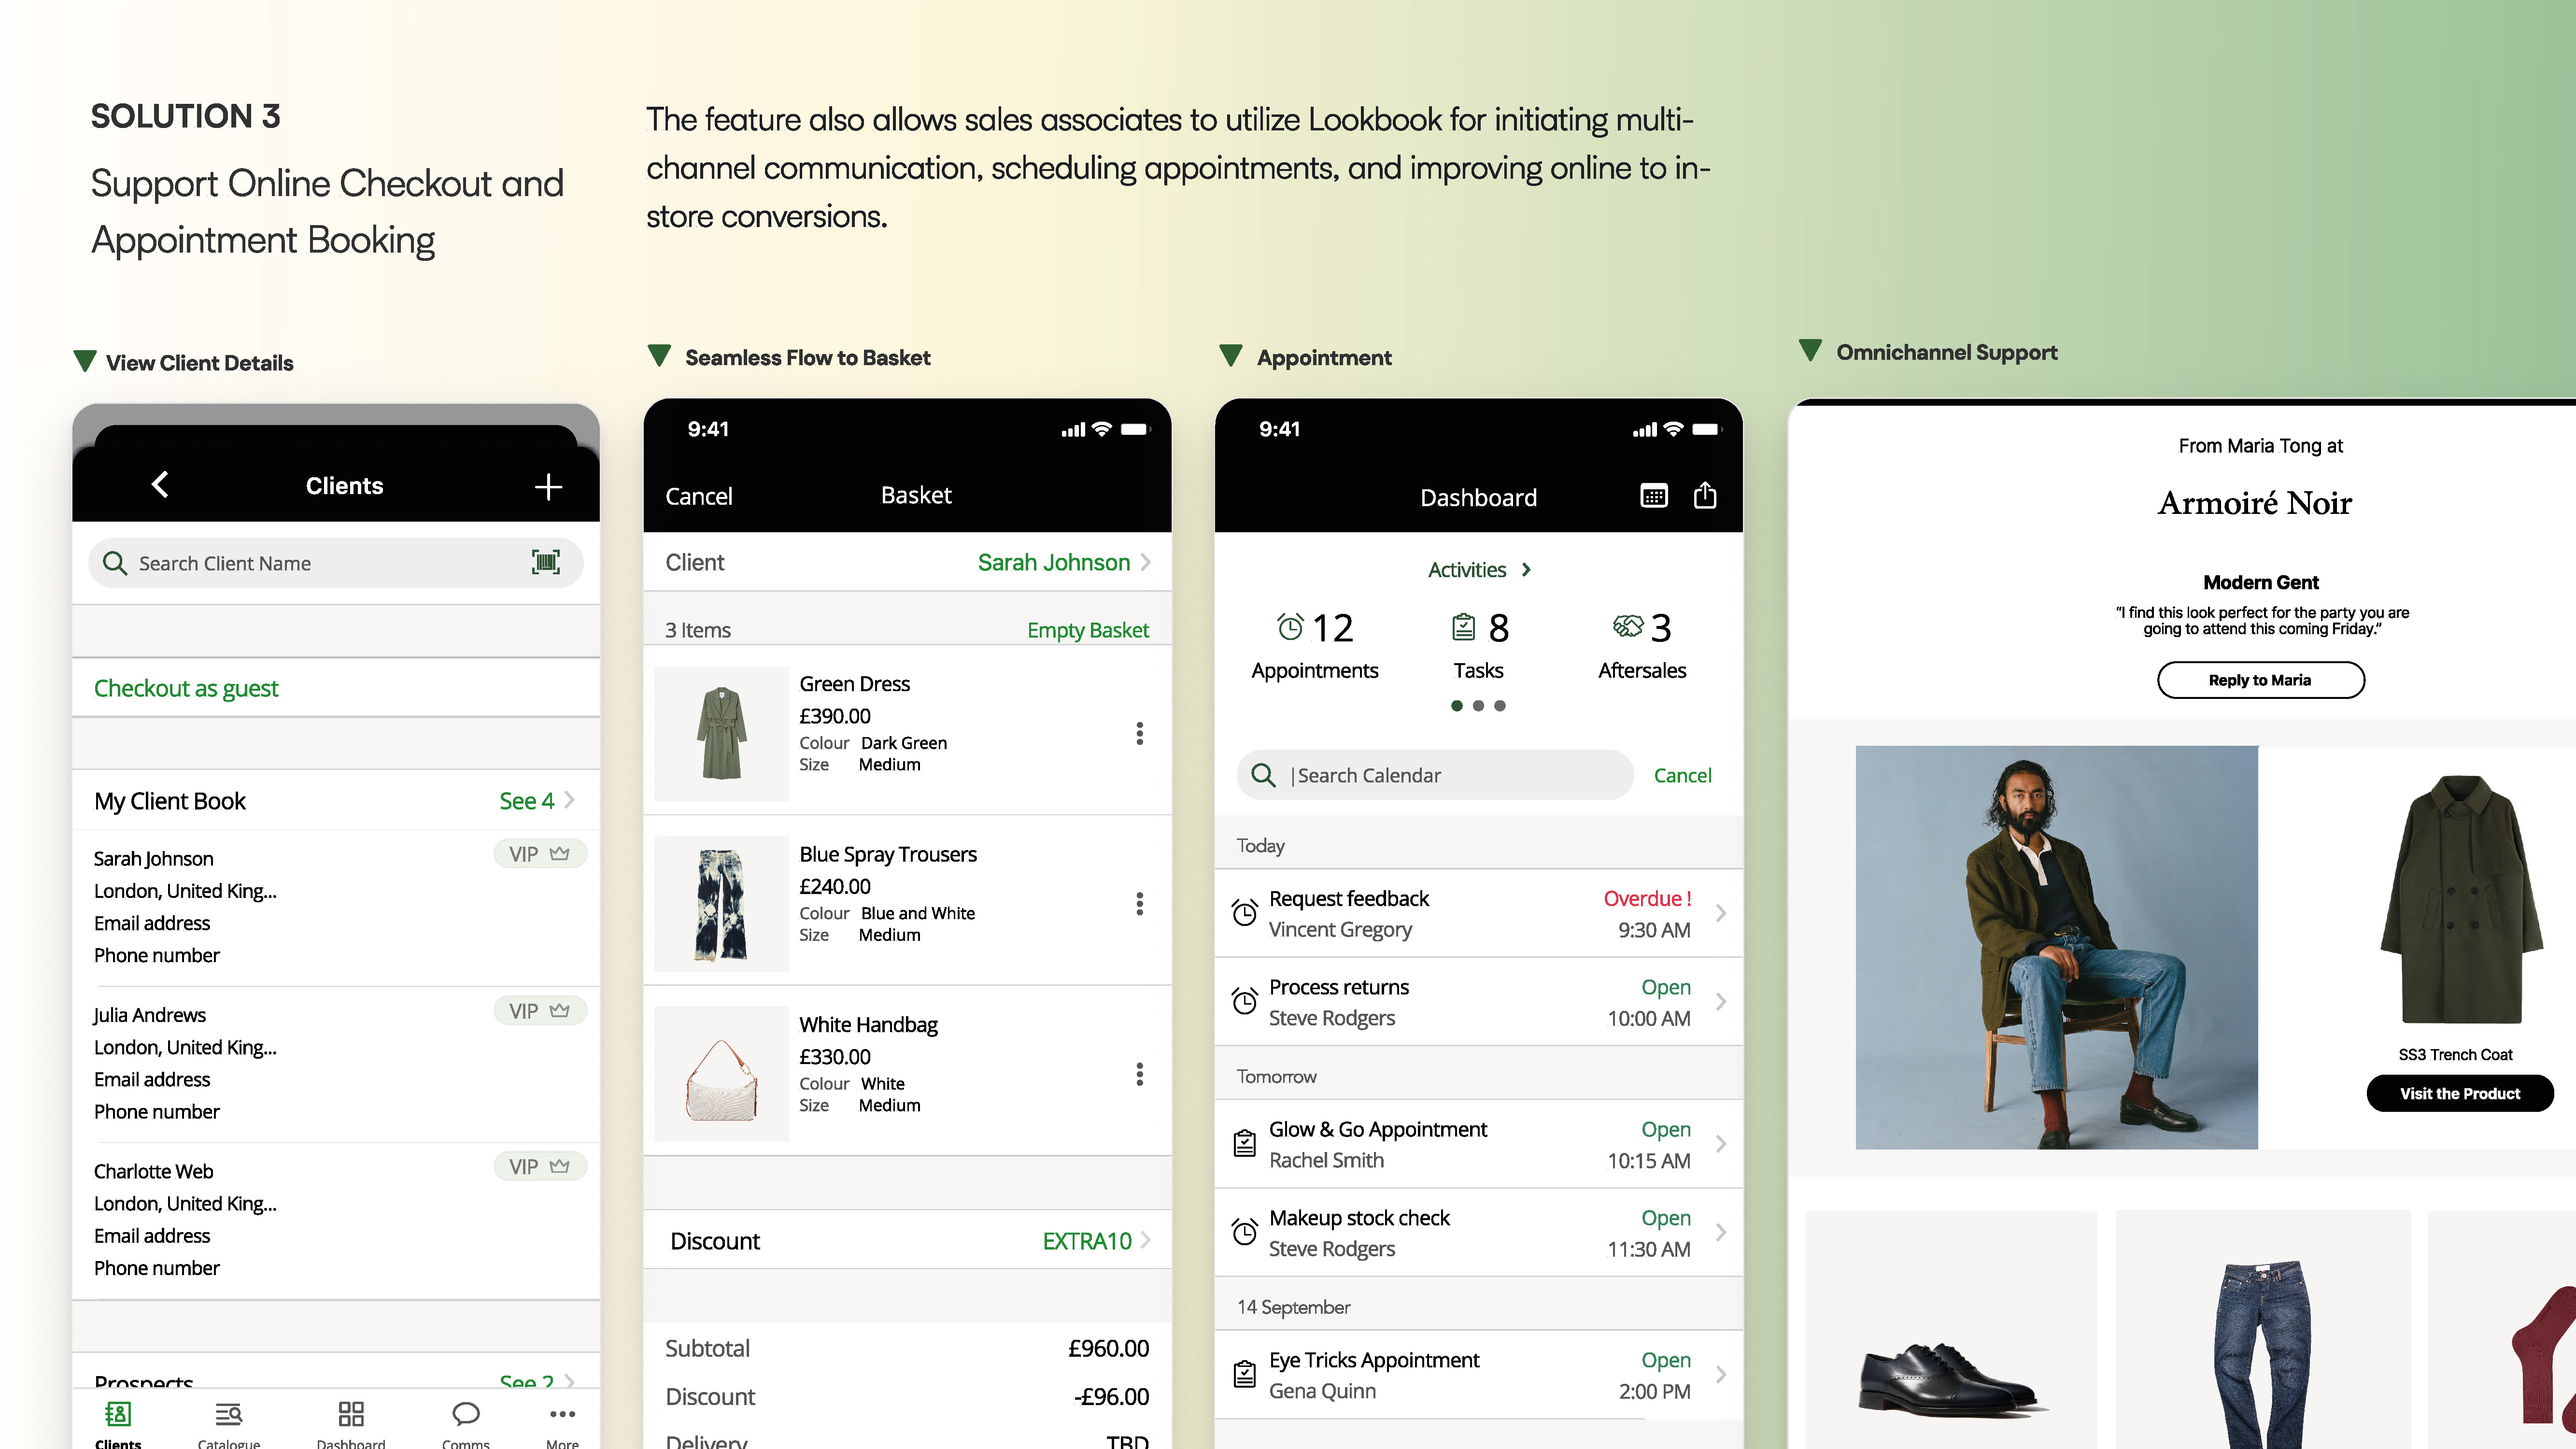 SOLUTION 3
Support Online Checkout and
Appointment Booking
The feature also allows sales associates to utilize Lookbook for initiating multi-
channel communication, scheduling appointments, and improving online to in-
store conversions.
View Client Details
Clients
Search Client Name
Checkout as guest
My Client Book See 4
Sarah Johnson VIP
London, United King...
Email address
Phone number
Julia Andrews VIP
London, United King...
Email address
Phone number
Charlotte Web VIP
London, United King...
Email address
Phone number
Prospects See 2
Clients Catalogue Dashboard Comms More
Seamless Flow to Basket
9:41
Cancel Basket
Client Sarah Johnson
3 Items Empty Basket
Green Dress
£390.00
Colour Dark Green
Size Medium
Blue Spray Trousers
£240.00
Colour Blue and White
Size Medium
White Handbag
£330.00
Colour White
Size Medium
Discount EXTRA10
Subtotal £960.00
Discount -£96.00
Delivery TBD
Appointment
9:41
Dashboard
Activities
12 8 3
Appointments Tasks Aftersales
Search Calendar Cancel
Today
Request feedback Overdue !
Vincent Gregory 9:30 AM
Process returns Open
Steve Rodgers 10:00 AM
Tomorrow
Glow & Go Appointment Open
Rachel Smith 10:15 AM
Makeup stock check Open
Steve Rodgers 11:30 AM
14 September
Eye Tricks Appointment Open
Gena Quinn 2:00 PM
Omnichannel Support
From Maria Tong at
Armoiré Noir
Modern Gent
“I find this look perfect for the party you are
going to attend this coming Friday.”
Reply to Maria
SS3 Trench Coat
Visit the Product